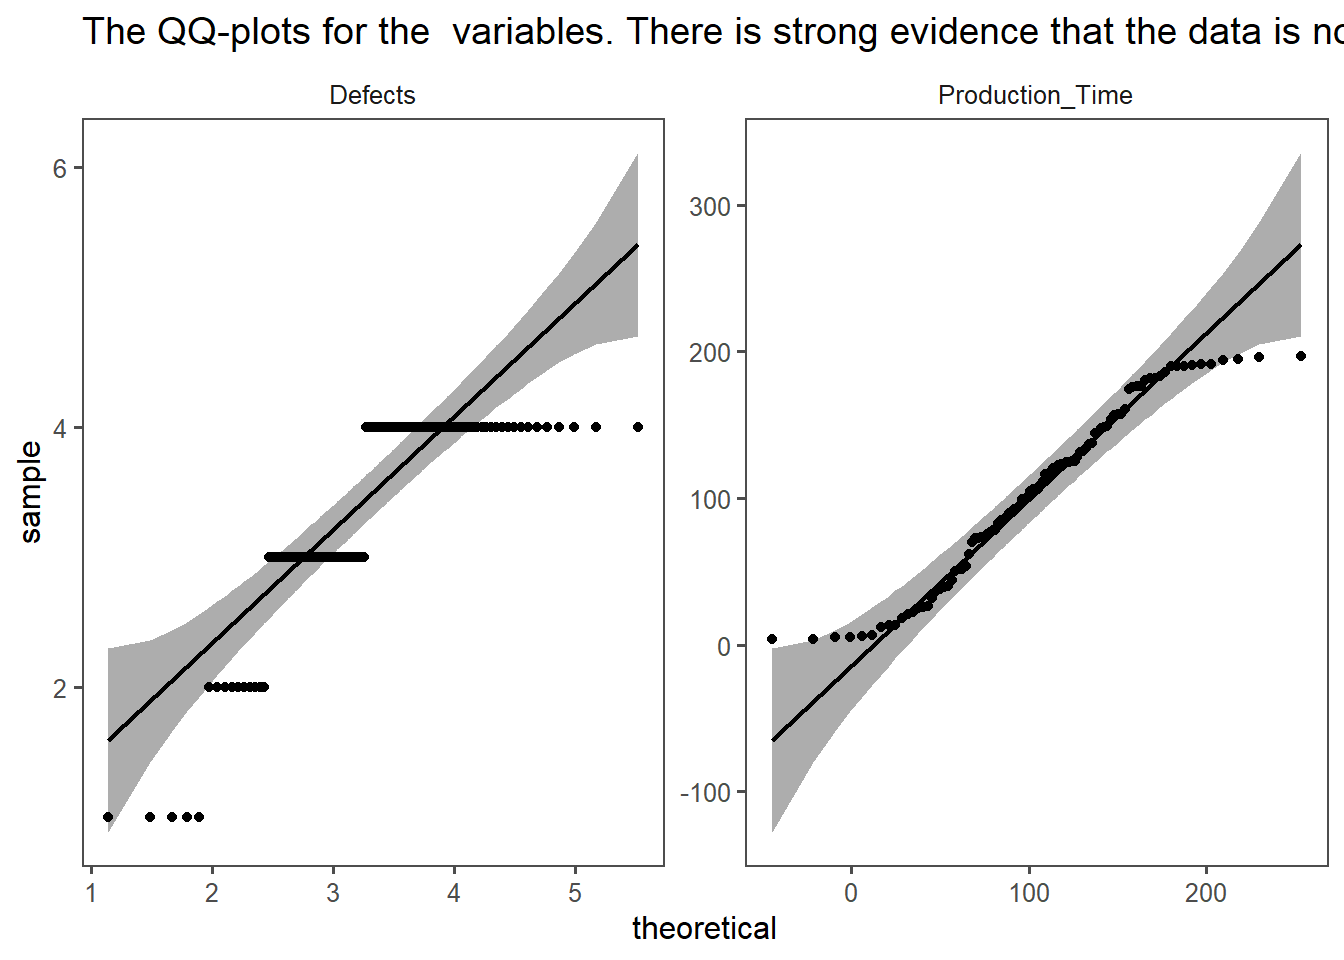 The QQ-plots for the  variables. There is strong evidence that the data is no
Defects
Production_Time
sample
6
4
2
300
200
100
0
-100
1 2 3 4 5
0 100 200
theoretical